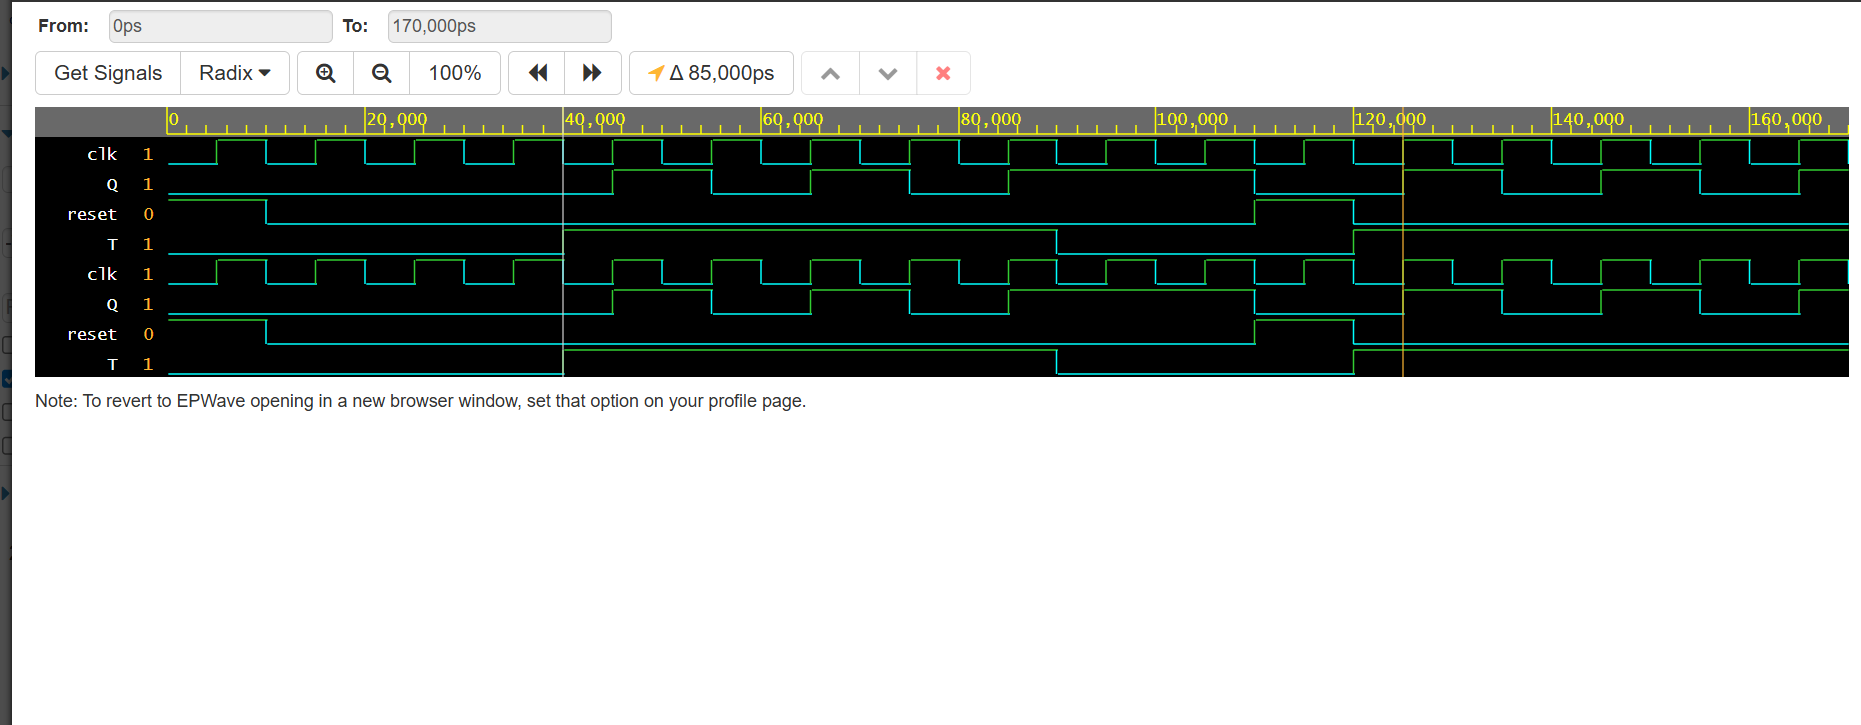 From: 0ps To: 170,000ps
Get Signals Radix 100% Δ 85,000ps
0 20,000 40,000 60,000 80,000 100,000 120,000 140,000 160,000
clk 1
Q 1
reset 0
T 1
clk 1
Q 1
reset 0
T 1
Note: To revert to EPWave opening in a new browser window, set that option on your profile page.